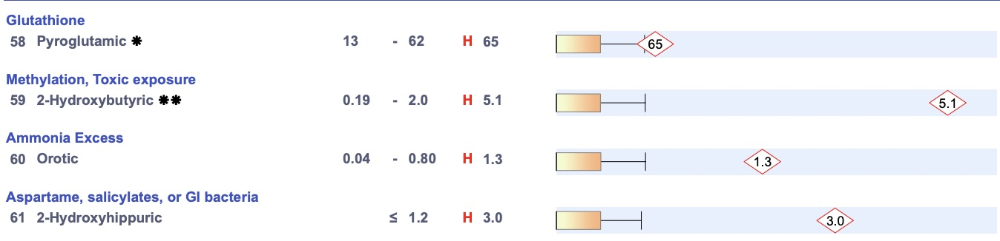 Glutathione
58 Pyroglutamic ✱ 13 - 62 H 65 65
Methylation, Toxic exposure
59 2-Hydroxybutyric ✱✱ 0.19 - 2.0 H 5.1 5.1
Ammonia Excess
60 Orotic 0.04 - 0.80 H 1.3 1.3
Aspartame, salicylates, or GI bacteria
61 2-Hydroxyhippuric ≤ 1.2 H 3.0 3.0